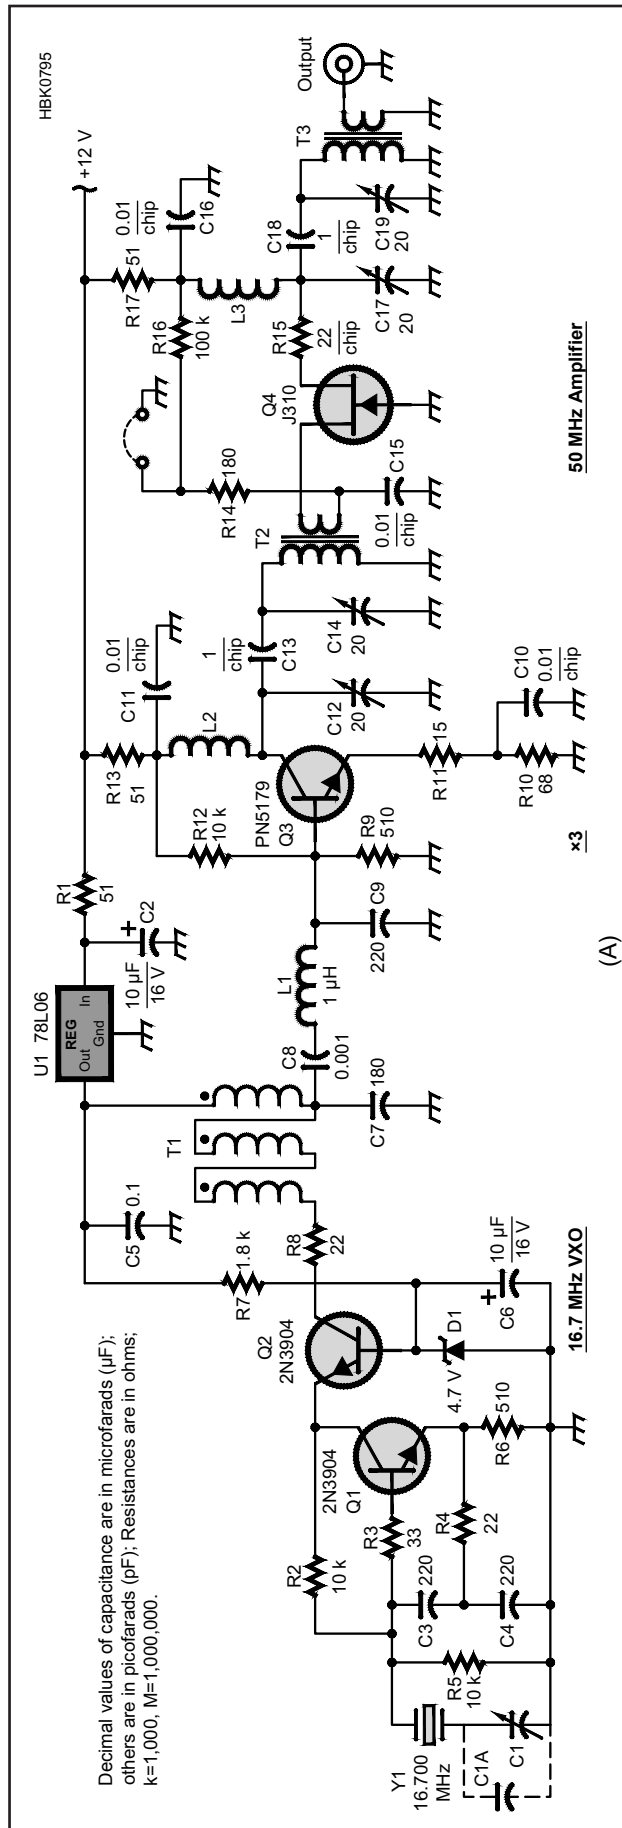 HBK0795
Decimal values of capacitance are in microfarads (µF);
others are in picofarads (pF); Resistances are in ohms;
k=1,000, M=1,000,000.
U1 78L06
REG
Out
In
Gnd
+12 V
R1
51
C2
10 µF
16 V
+
C5
0.1
R7
1.8 k
T1
R13
51
C11
0.01
chip
L2
R12
10 k
R17
51
C16
0.01
chip
R16
100 k
L3
R14
180
Q4
J310
R15
22
chip
C18
1
chip
T3
Output
C17
20
C19
20
C15
0.01
chip
T2
C13
1
chip
C12
20
C14
20
PN5179
Q3
R9
510
C9
220
L1
1 µH
C8
0.001
C7
180
R11
15
R10
68
C10
0.01
chip
R8
22
Q2
2N3904
2N3904
Q1
R2
10 k
R3
33
R4
22
R6
510
4.7 V
D1
C6
10 µF
16 V
+
C3
220
C4
220
R5
10 k
Y1
16.700
MHz
C1A
C1
16.7 MHz VXO
×3
50 MHz Amplifier
(A)